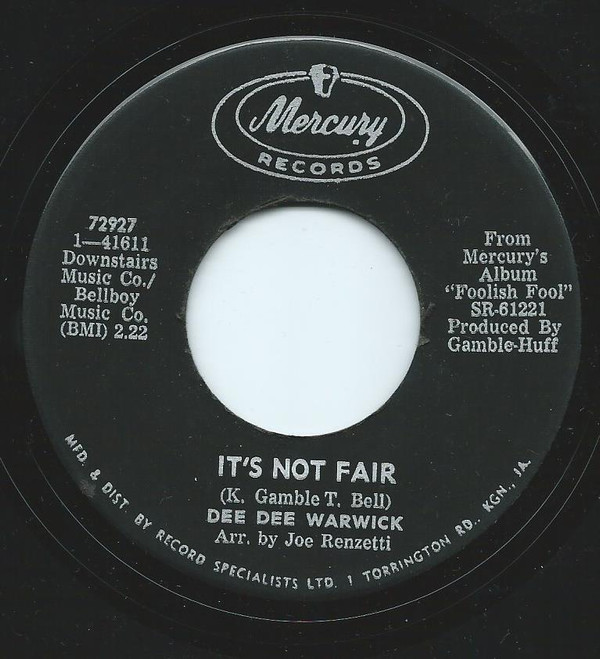 Mercury
RECORDS
72927
1—41611
Downstairs
Music Co./
Bellboy
Music Co.
(BMI) 2.22
From
Mercury's
Album
"Foolish Fool"
SR-61221
Produced By
Gamble-Huff
IT'S NOT FAIR
(K. Gamble T. Bell)
DEE DEE WARWICK
Arr. by Joe Renzetti
MFD. & DIST. BY RECORD SPECIALISTS LTD. 1 TORRINGTON RD., KGN., JA.